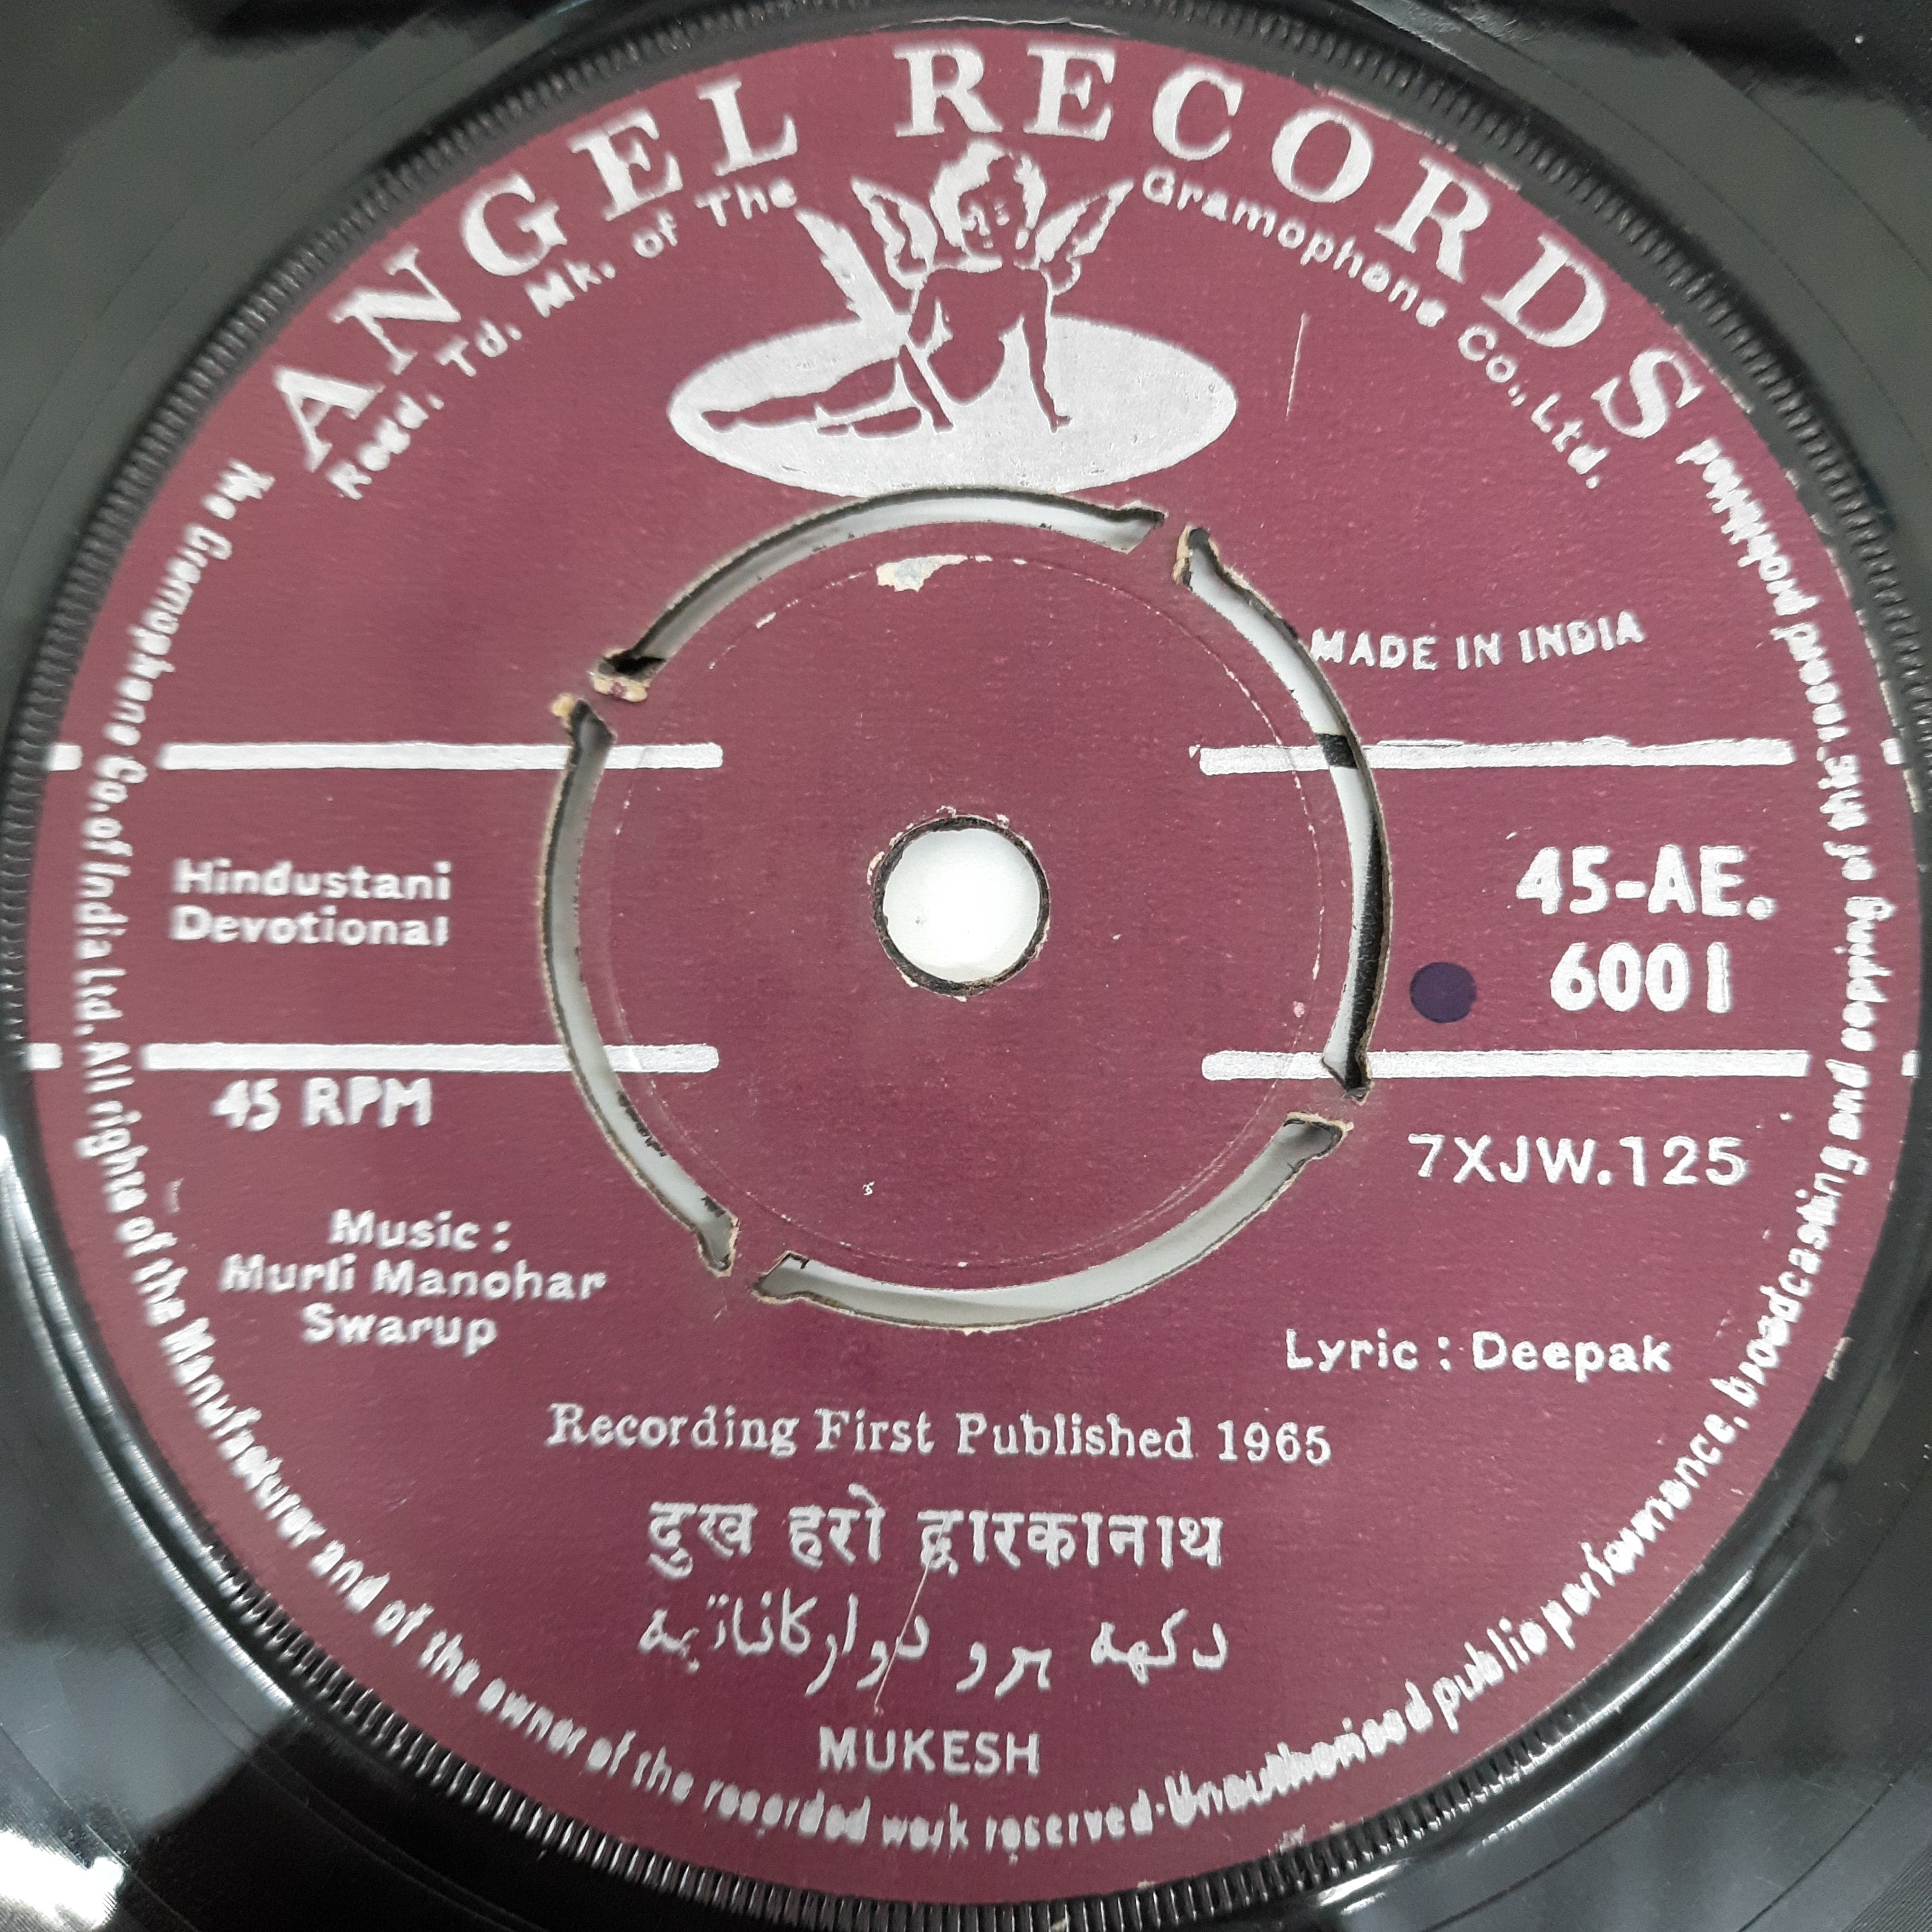 ANGEL RECORDS
Regd. Td. Mk. of The Gramophone Co., Ltd.
MADE IN INDIA
Hindustani
Devotional
45-AE.
6001
45 RPM
7XJW.125
Music :
Murli Manohar
Swarup
Lyric : Deepak
Recording First Published 1965
दुख हरो द्वारकानाथ
دکھہ ہرو دوارکاناتھہ
MUKESH
The Gramophone Co. of India Ltd. All rights of the Manufacturer and of the owner of the recorded work reserved. Unauthorised public performance, broadcasting and copying of this record prohibited